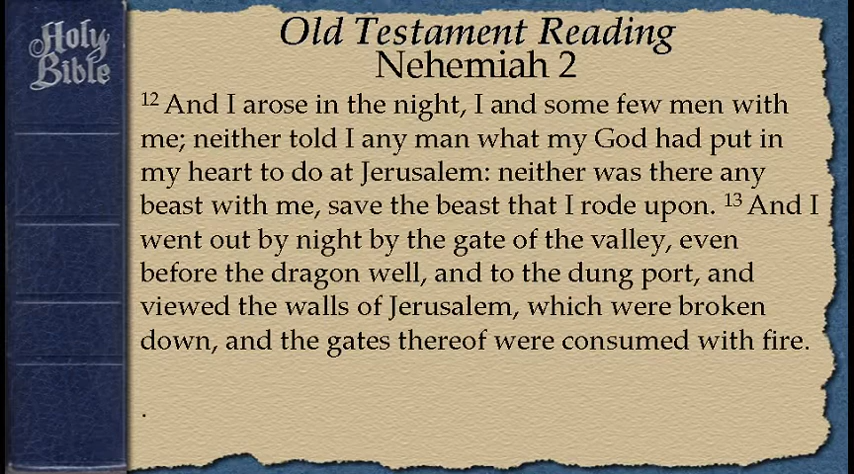 Holy
Bible
Old Testament Reading
Nehemiah 2
12 And I arose in the night, I and some few men with
me; neither told I any man what my God had put in
my heart to do at Jerusalem: neither was there any
beast with me, save the beast that I rode upon. 13 And I
went out by night by the gate of the valley, even
before the dragon well, and to the dung port, and
viewed the walls of Jerusalem, which were broken
down, and the gates thereof were consumed with fire.
.